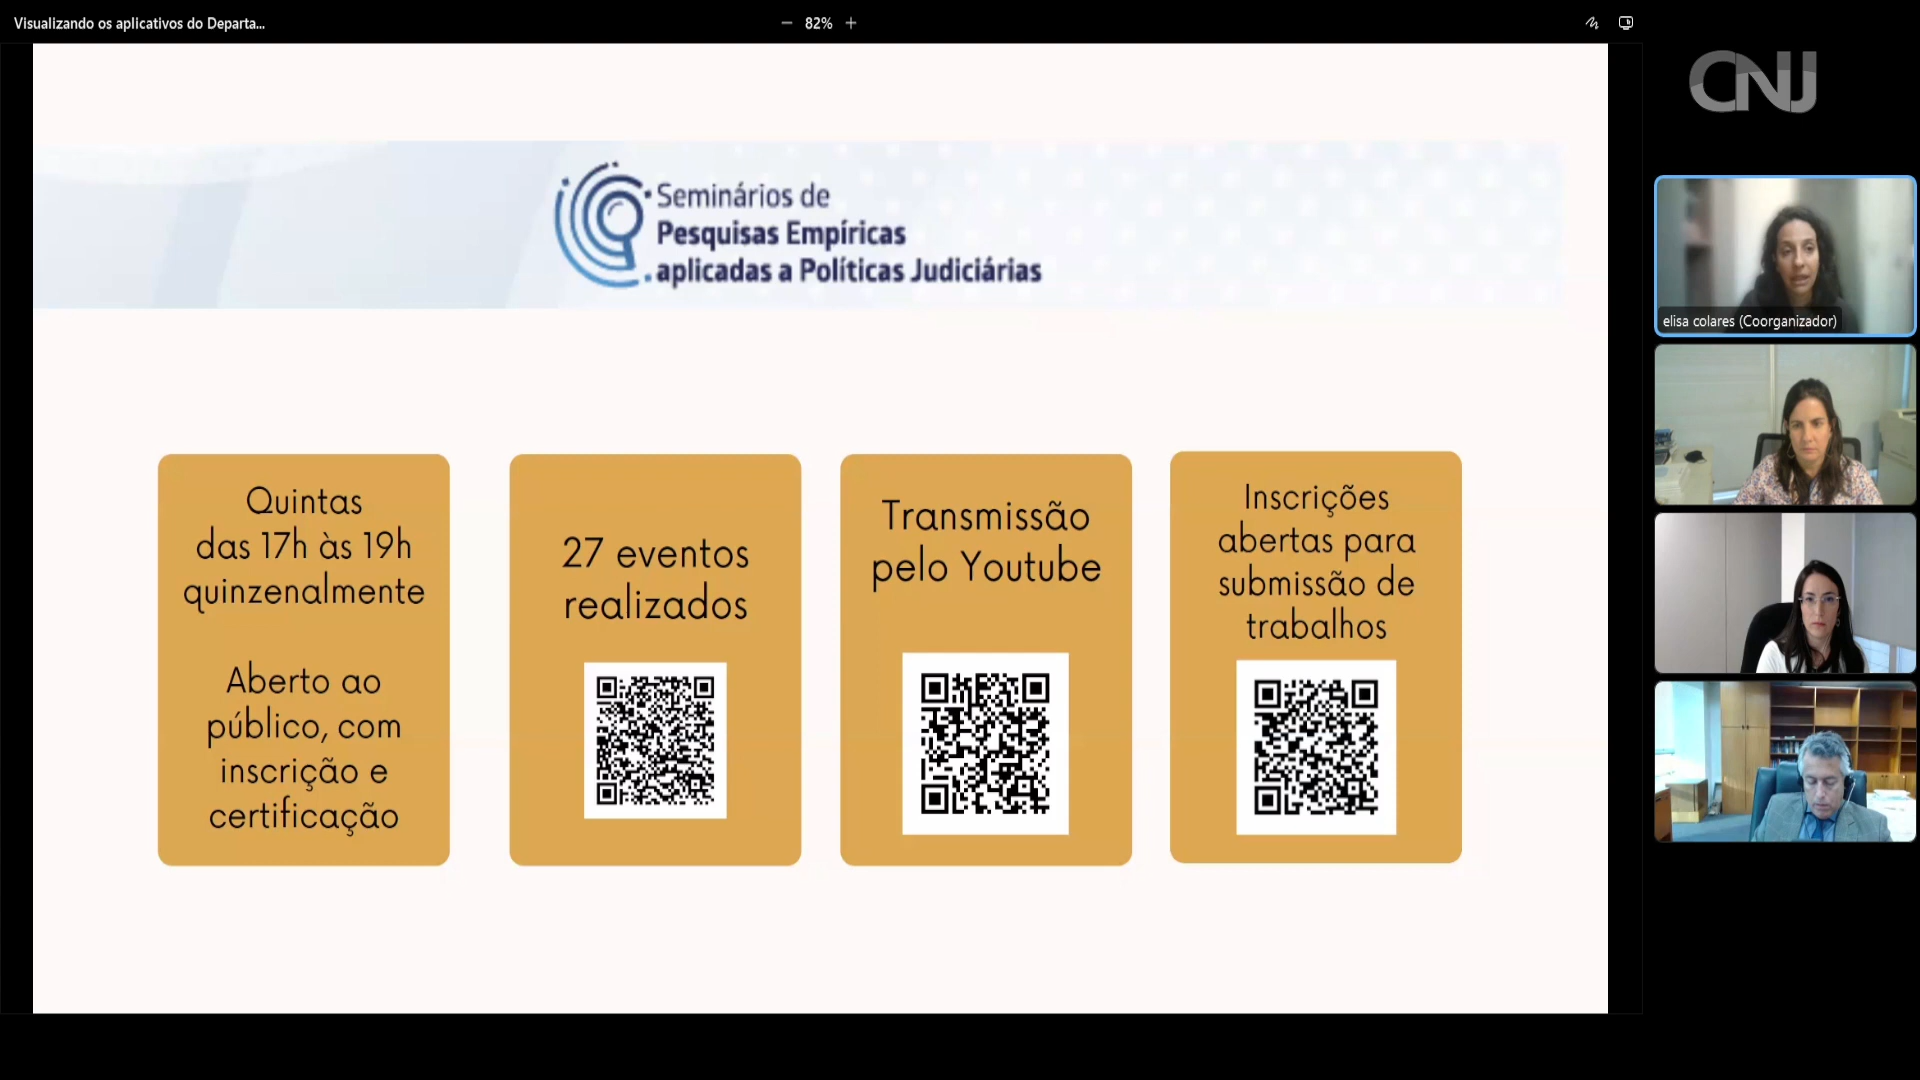 Visualizando os aplicativos do Departa...
82%
CNJ
Seminários de
Pesquisas Empíricas
aplicadas a Políticas Judiciárias
Quintas
das 17h às 19h
quinzenalmente
Aberto ao
público, com
inscrição e
certificação
27 eventos
realizados
Transmissão
pelo Youtube
Inscrições
abertas para
submissão de
trabalhos
elisa colares (Coorganizador)